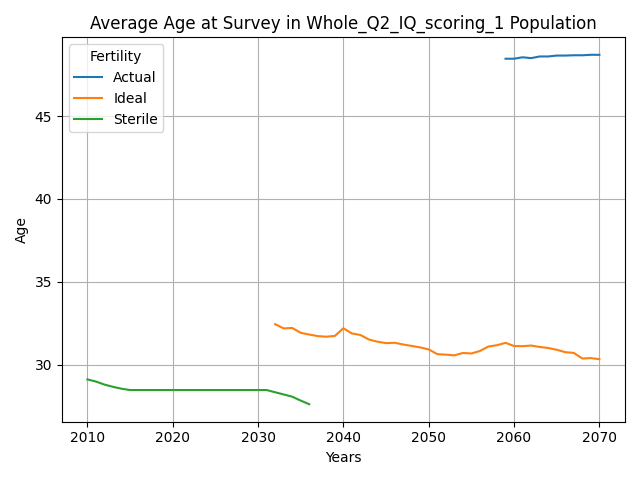 Average Age at Survey in Whole_Q2_IQ_scoring_1 Population
Fertility
Actual
Ideal
Sterile
45
40
35
30
Age
2010 2020 2030 2040 2050 2060 2070
Years